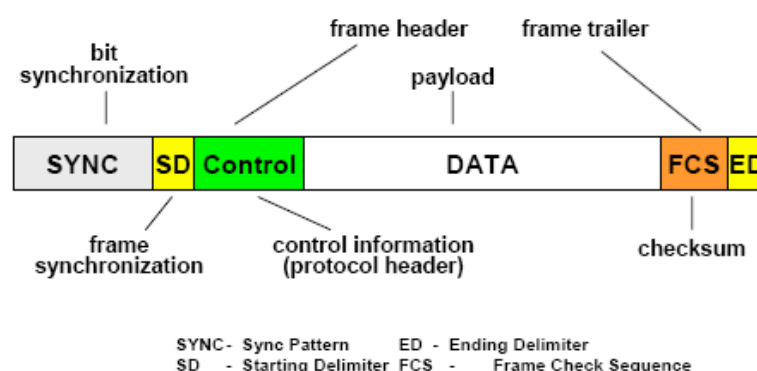 frame header
frame trailer
bit
synchronization
payload
SYNC SD Control DATA FCS ED
frame
synchronization
control information
(protocol header)
checksum
SYNC - Sync Pattern ED - Ending Delimiter
SD - Starting Delimiter FCS - Frame Check Sequence